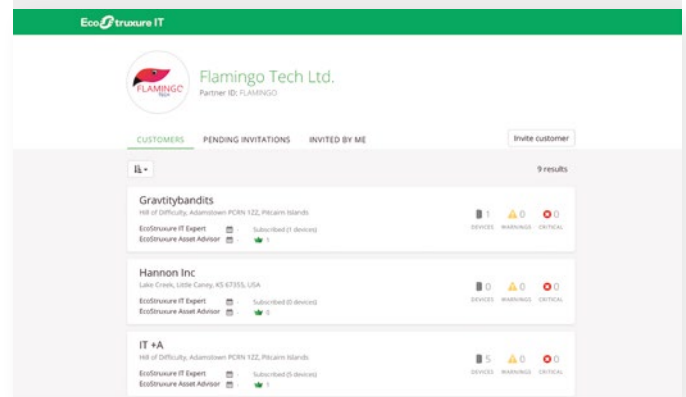 EcoStruxure IT
FLAMINGO
TECH
Flamingo Tech Ltd.
Partner ID: FLAMINGO
CUSTOMERS PENDING INVITATIONS INVITED BY ME Invite customer
9 results
Gravtitybandits
Hill of Difficulty, Adamstown PCRN 1ZZ, Pitcairn Islands
EcoStruxure IT Expert - Subscribed (1 devices)
EcoStruxure Asset Advisor - 1
1 0 0
DEVICES WARNINGS CRITICAL
Hannon Inc
Lake Creek, Little Caney, KS 67355, USA
EcoStruxure IT Expert - Subscribed (0 devices)
EcoStruxure Asset Advisor - 0
0 0 0
DEVICES WARNINGS CRITICAL
IT +A
Hill of Difficulty, Adamstown PCRN 1ZZ, Pitcairn Islands
EcoStruxure IT Expert - Subscribed (5 devices)
EcoStruxure Asset Advisor - 1
5 0 0
DEVICES WARNINGS CRITICAL